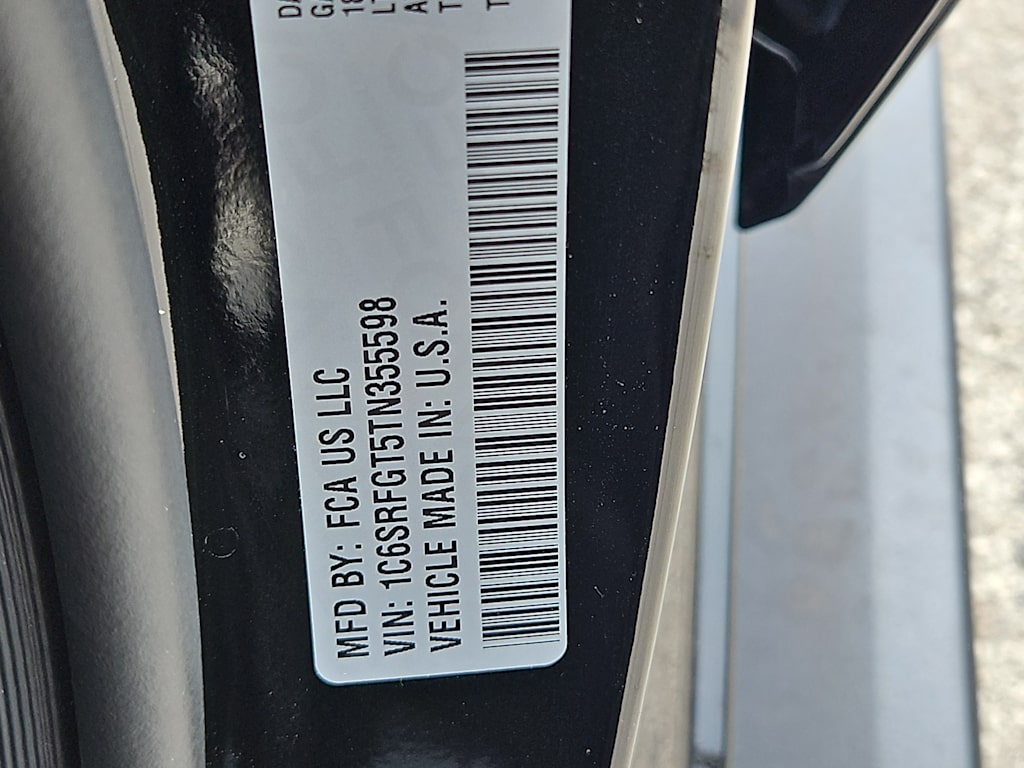 MFD BY: FCA US LLC
VIN: 1C6SRFGT5TN355598
VEHICLE MADE IN: U.S.A.